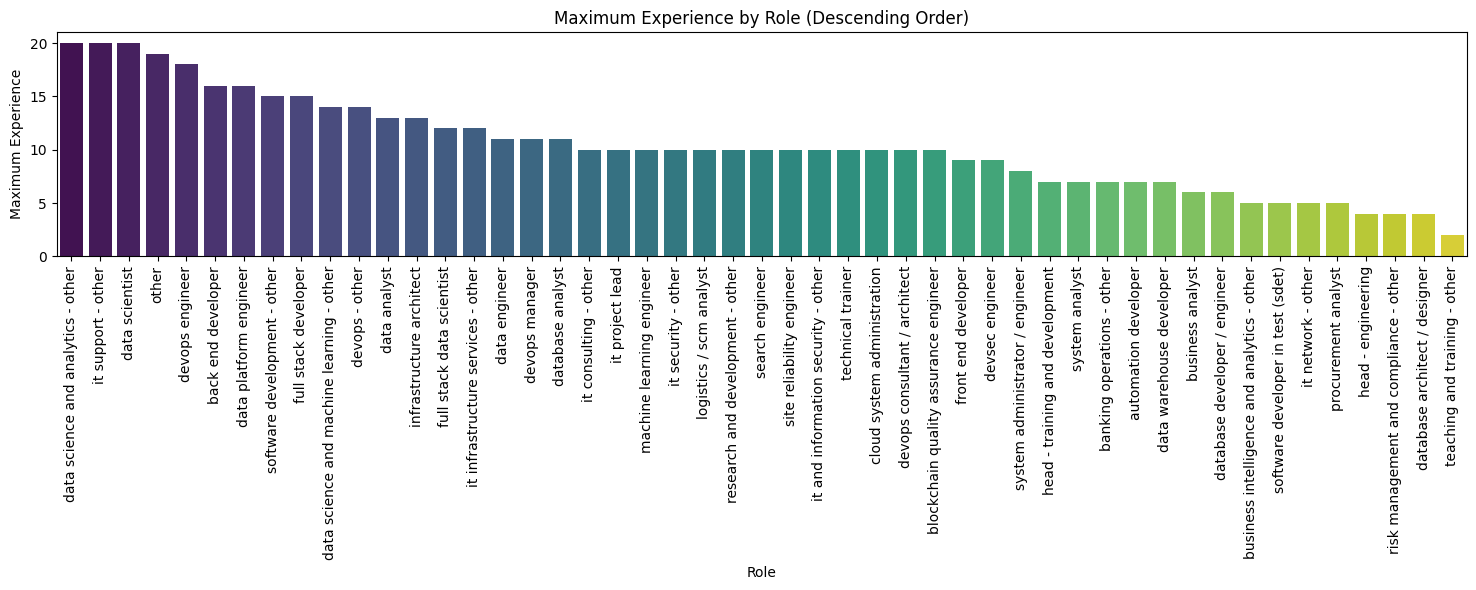 Maximum Experience by Role (Descending Order)
Maximum Experience
20
15
10
5
0
data science and analytics - other
it support - other
data scientist
other
devops engineer
back end developer
data platform engineer
software development - other
full stack developer
data science and machine learning - other
devops - other
data analyst
infrastructure architect
full stack data scientist
it infrastructure services - other
data engineer
devops manager
database analyst
it consulting - other
it project lead
machine learning engineer
it security - other
logistics / scm analyst
research and development - other
search engineer
site reliability engineer
it and information security - other
technical trainer
cloud system administration
devops consultant / architect
blockchain quality assurance engineer
front end developer
devsec engineer
system administrator / engineer
head - training and development
system analyst
banking operations - other
automation developer
data warehouse developer
business analyst
database developer / engineer
business intelligence and analytics - other
software developer in test (sdet)
it network - other
procurement analyst
head - engineering
risk management and compliance - other
database architect / designer
teaching and training - other
Role